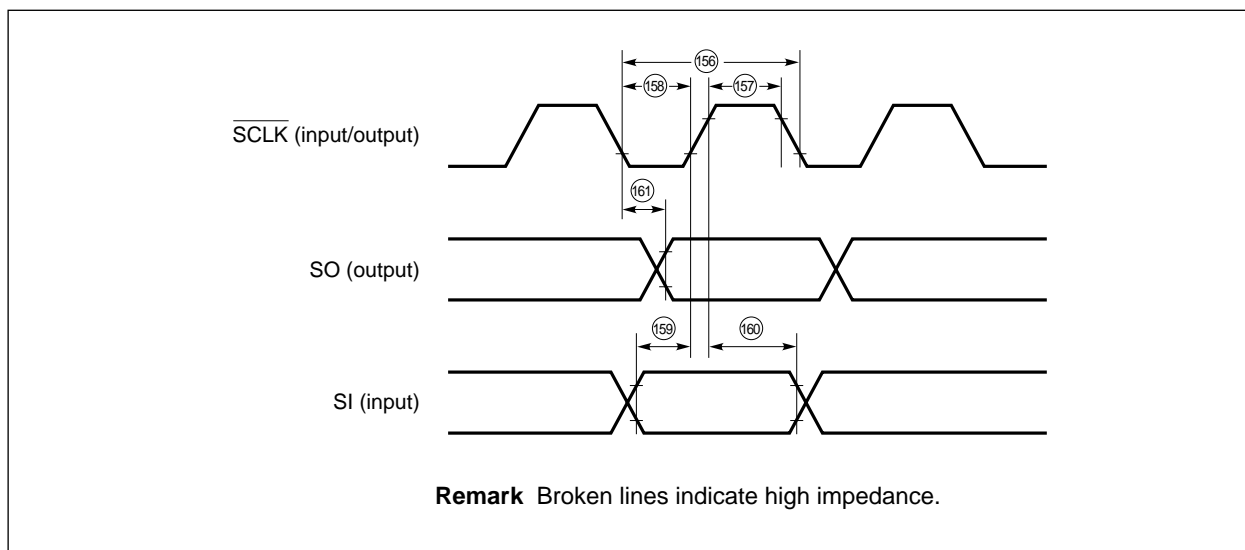 156
158
157
SCLK (input/output)
161
SO (output)
159
160
SI (input)
Remark Broken lines indicate high impedance.